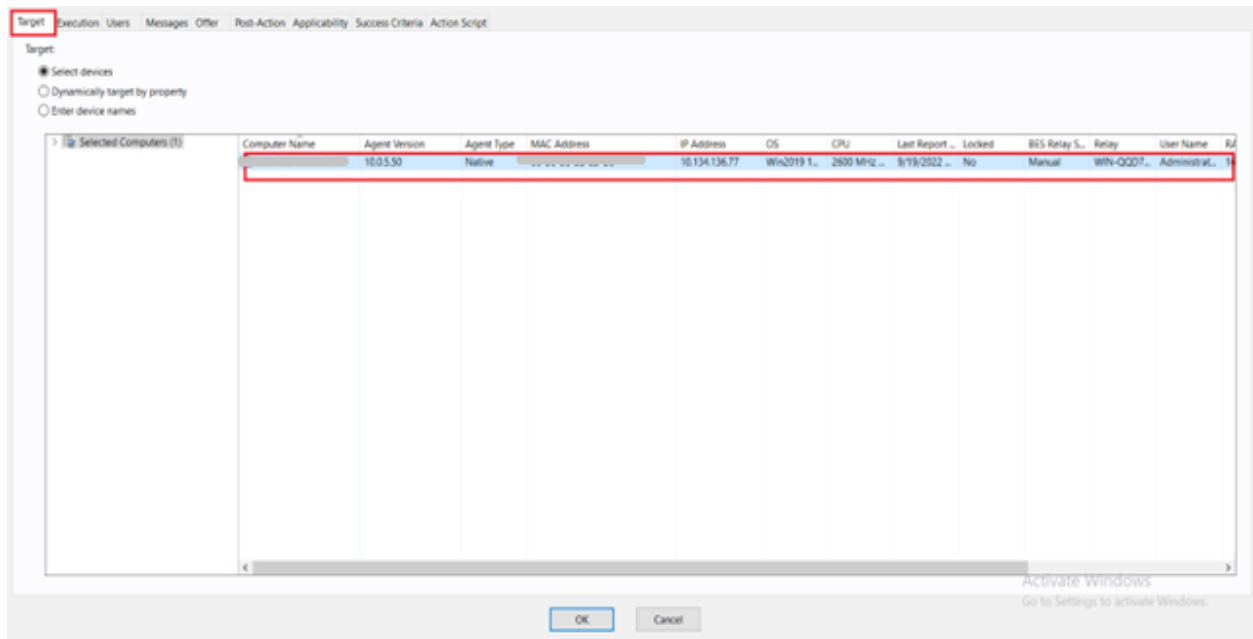 Target Execution Users Messages Offer Post-Action Applicability Success Criteria Action Script
Target:
Select devices
Dynamically target by property
Enter device names
Selected Computers (1)
Computer Name Agent Version Agent Type MAC Address IP Address OS CPU Last Report ... Locked BES Relay S... Relay User Name RA
10.0.5.50 Native 10.134.136.77 Win2019 1... 2600 MHz ... 9/19/2022 ... No Manual WIN-QQD7... Administrat...
Activate Windows
Go to Settings to activate Windows.
OK Cancel